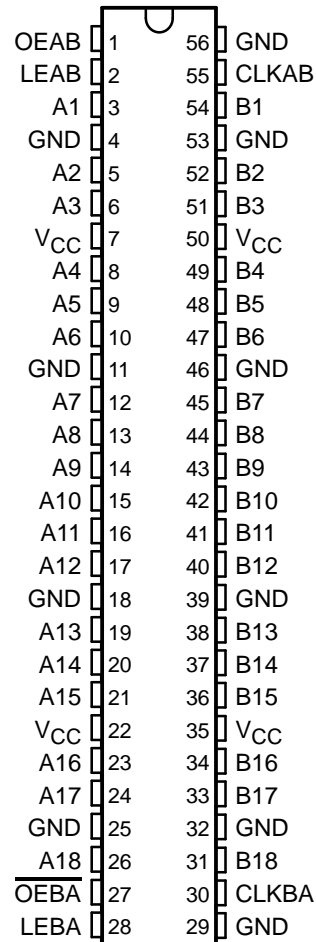 OEAB 1 56 GND
LEAB 2 55 CLKAB
A1 3 54 B1
GND 4 53 GND
A2 5 52 B2
A3 6 51 B3
VCC 7 50 VCC
A4 8 49 B4
A5 9 48 B5
A6 10 47 B6
GND 11 46 GND
A7 12 45 B7
A8 13 44 B8
A9 14 43 B9
A10 15 42 B10
A11 16 41 B11
A12 17 40 B12
GND 18 39 GND
A13 19 38 B13
A14 20 37 B14
A15 21 36 B15
VCC 22 35 VCC
A16 23 34 B16
A17 24 33 B17
GND 25 32 GND
A18 26 31 B18
O̅E̅B̅A̅ 27 30 CLKBA
LEBA 28 29 GND